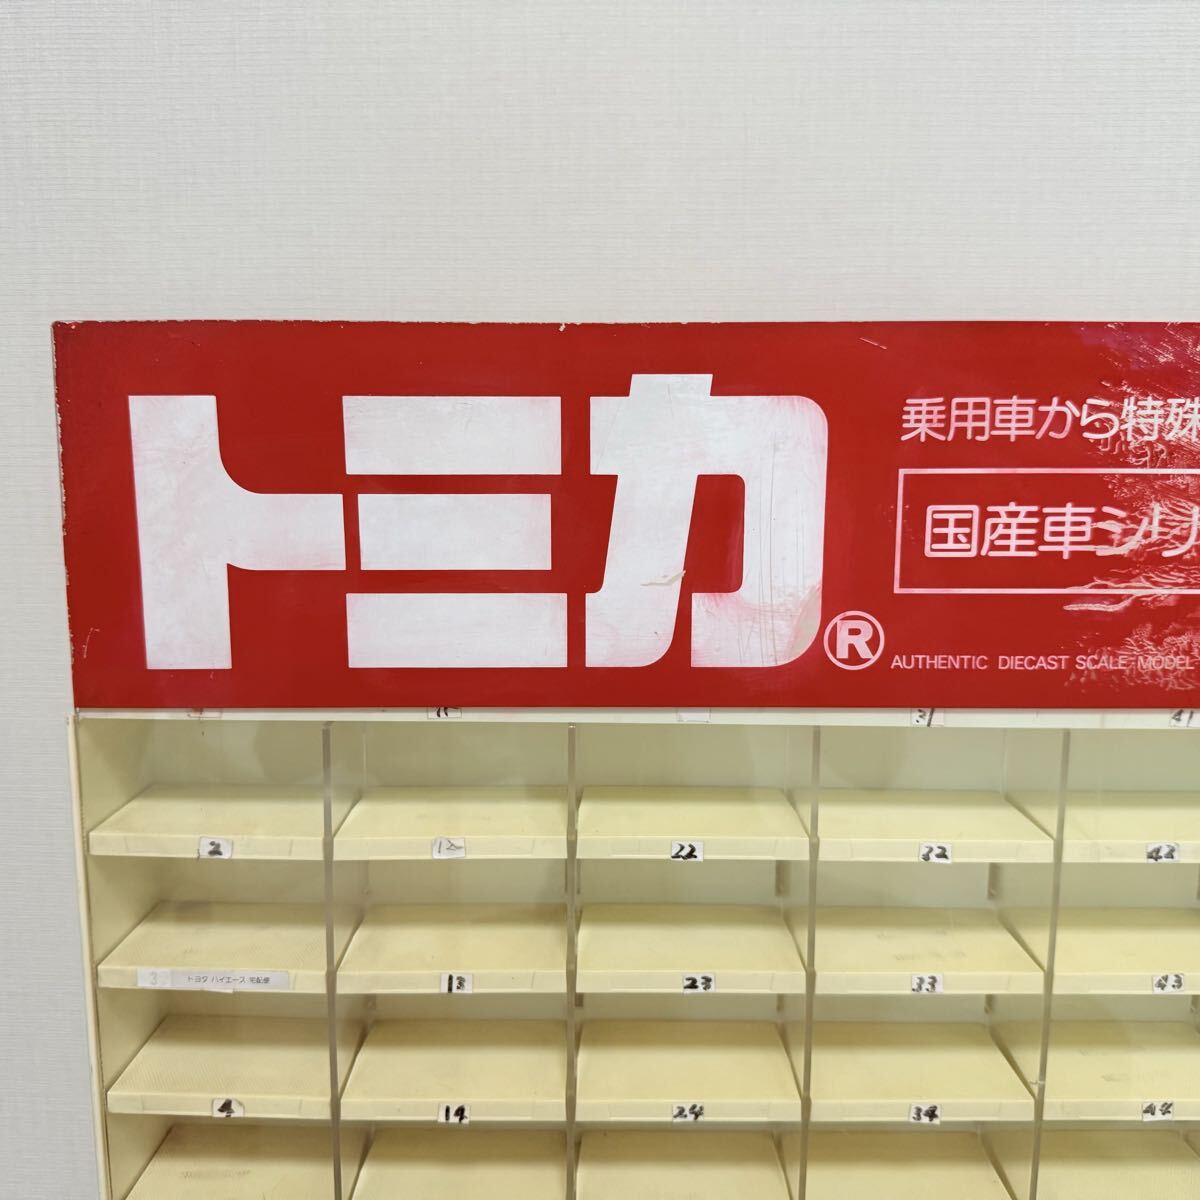 トミカ®
乗用車から特殊
国産車シリ
AUTHENTIC DIECAST SCALE MODEL
31 41
2 12 22 32 42
3 トヨタ ハイエース 宅配便 13 23 33 43
4 14 24 34 44